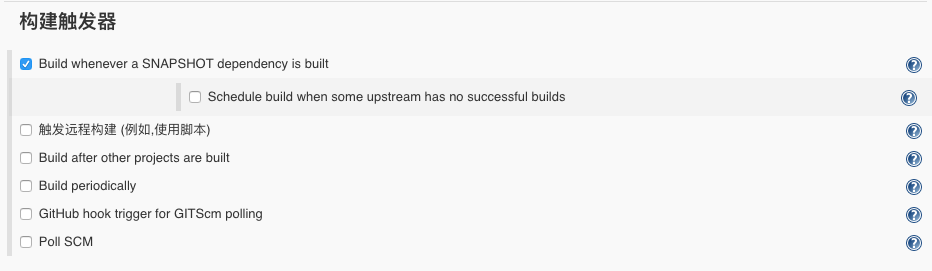 构建触发器
Build whenever a SNAPSHOT dependency is built
Schedule build when some upstream has no successful builds
触发远程构建 (例如,使用脚本)
Build after other projects are built
Build periodically
GitHub hook trigger for GITScm polling
Poll SCM